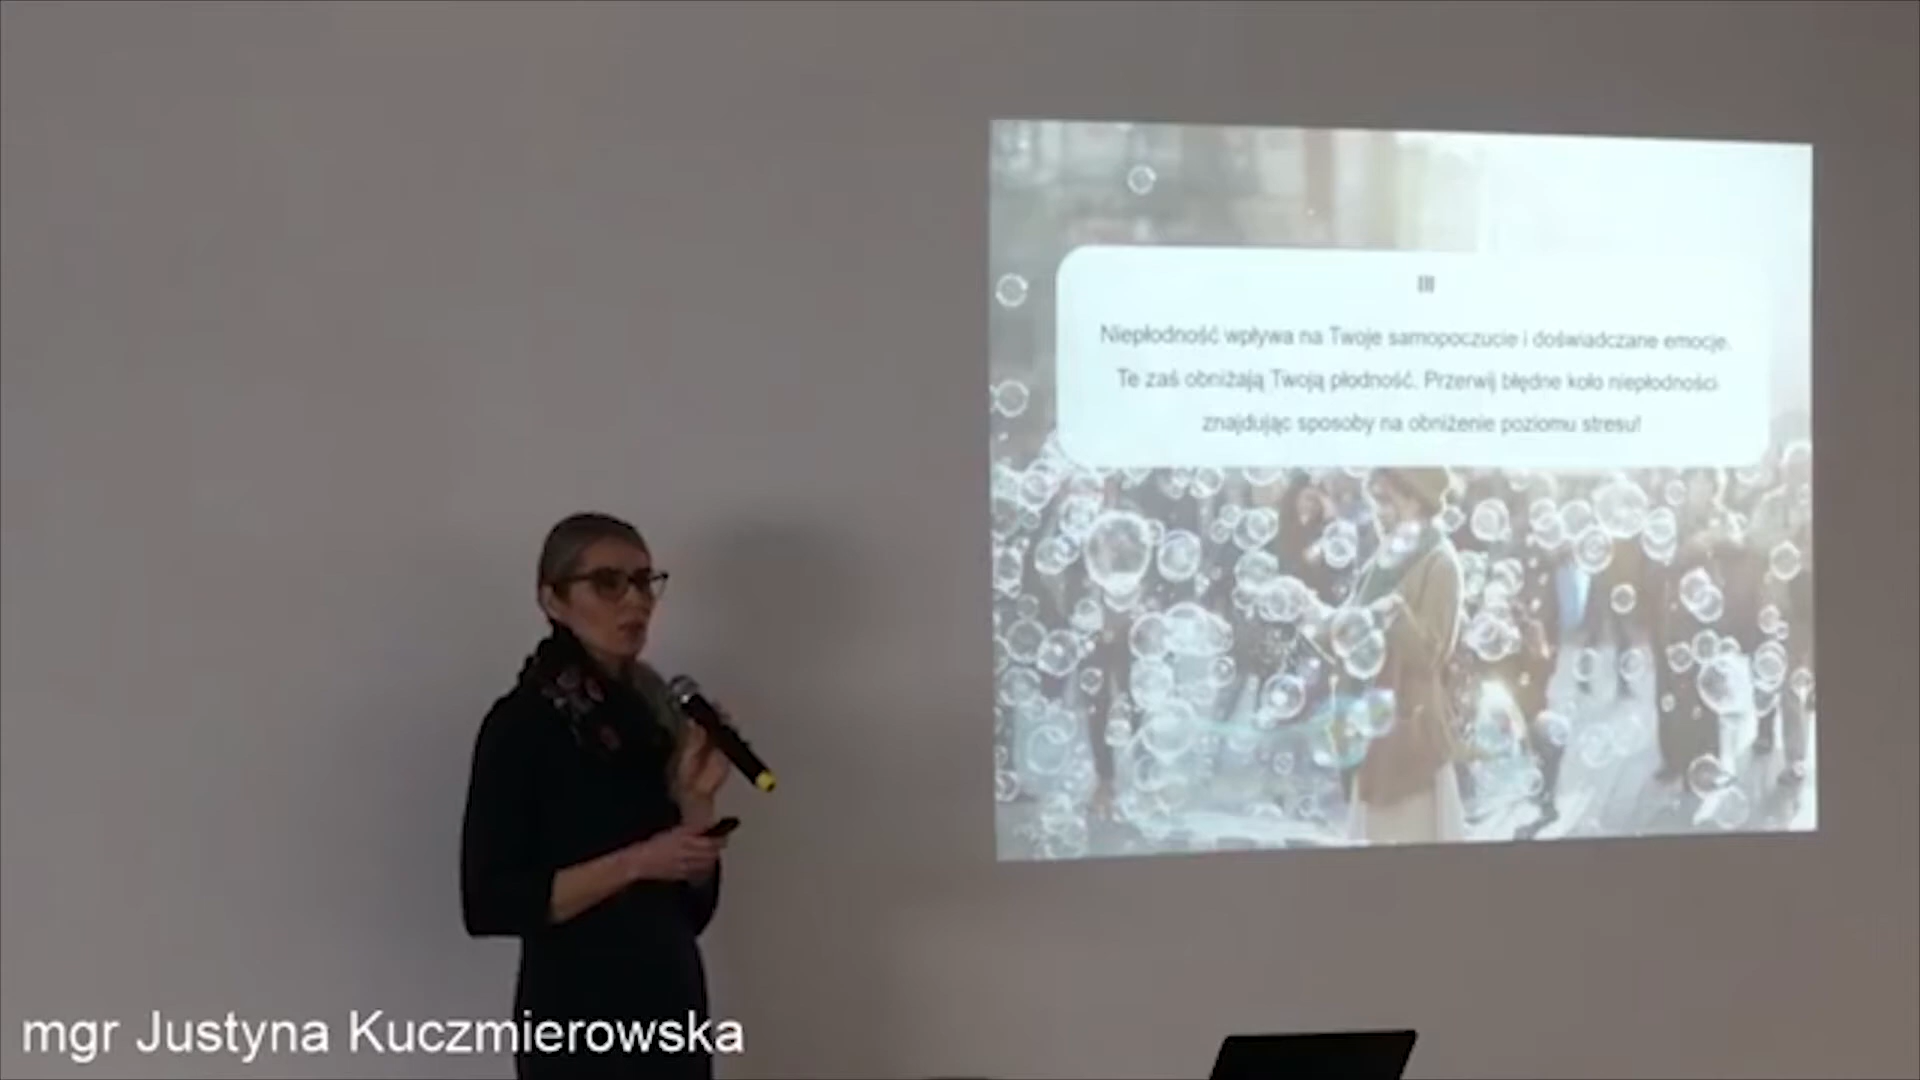 III
Niepłodność wpływa na Twoje samopoczucie i doświadczane emocje.
Te zaś obniżają Twoją płodność. Przerwij błędne koło niepłodności
znajdując sposoby na obniżenie poziomu stresu!
mgr Justyna Kuczmierowska